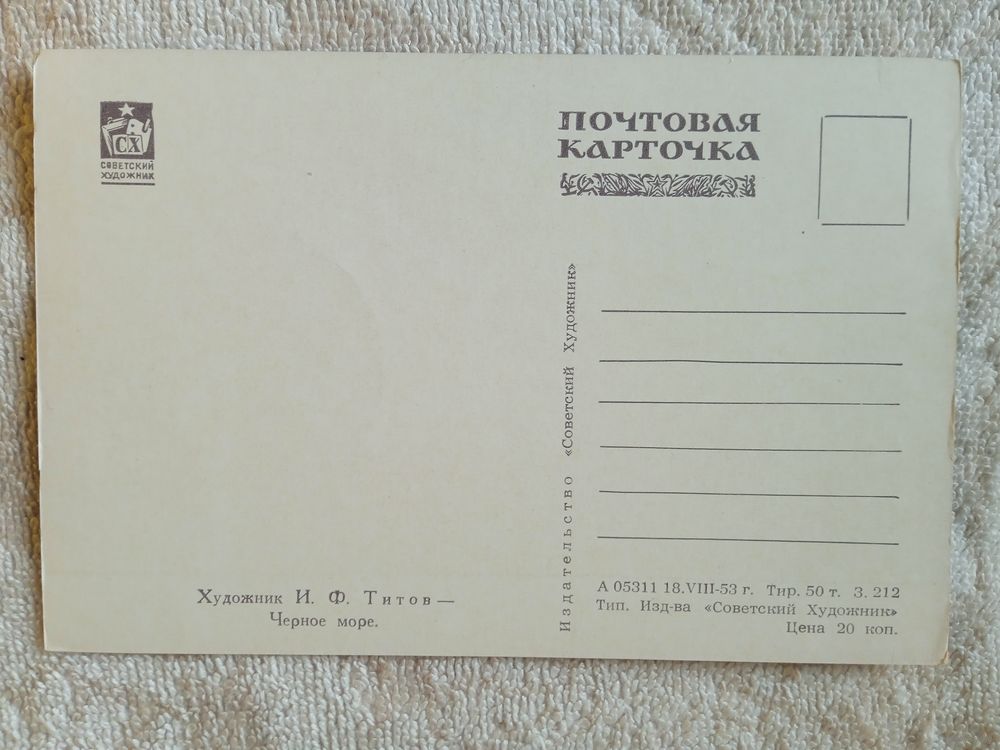 СХ
СОВЕТСКИЙ
ХУДОЖНИК
ПОЧТОВАЯ
КАРТОЧКА
Издательство «Советский Художник»
Художник И. Ф. Титов —
Черное море.
А 05311 18.VIII-53 г. Тир. 50 т. З. 212
Тип. Изд-ва «Советский Художник»
Цена 20 коп.